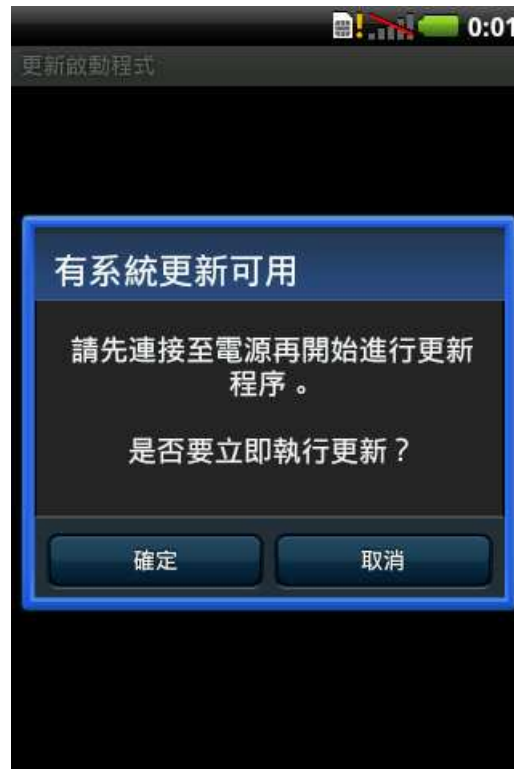 0:01
更新啟動程式
有系統更新可用
請先連接至電源再開始進行更新
程序。
是否要立即執行更新？
確定
取消